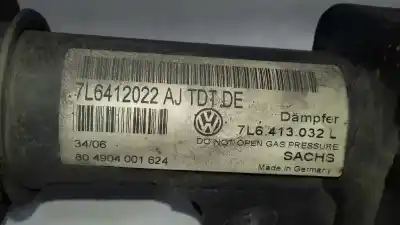 7L6412022 AJ TDT DE
Dämpfer
7L6.413.032 L
DO NOT OPEN GAS PRESSURE
34/06
SACHS
80 4904 001 624
Made in Germany